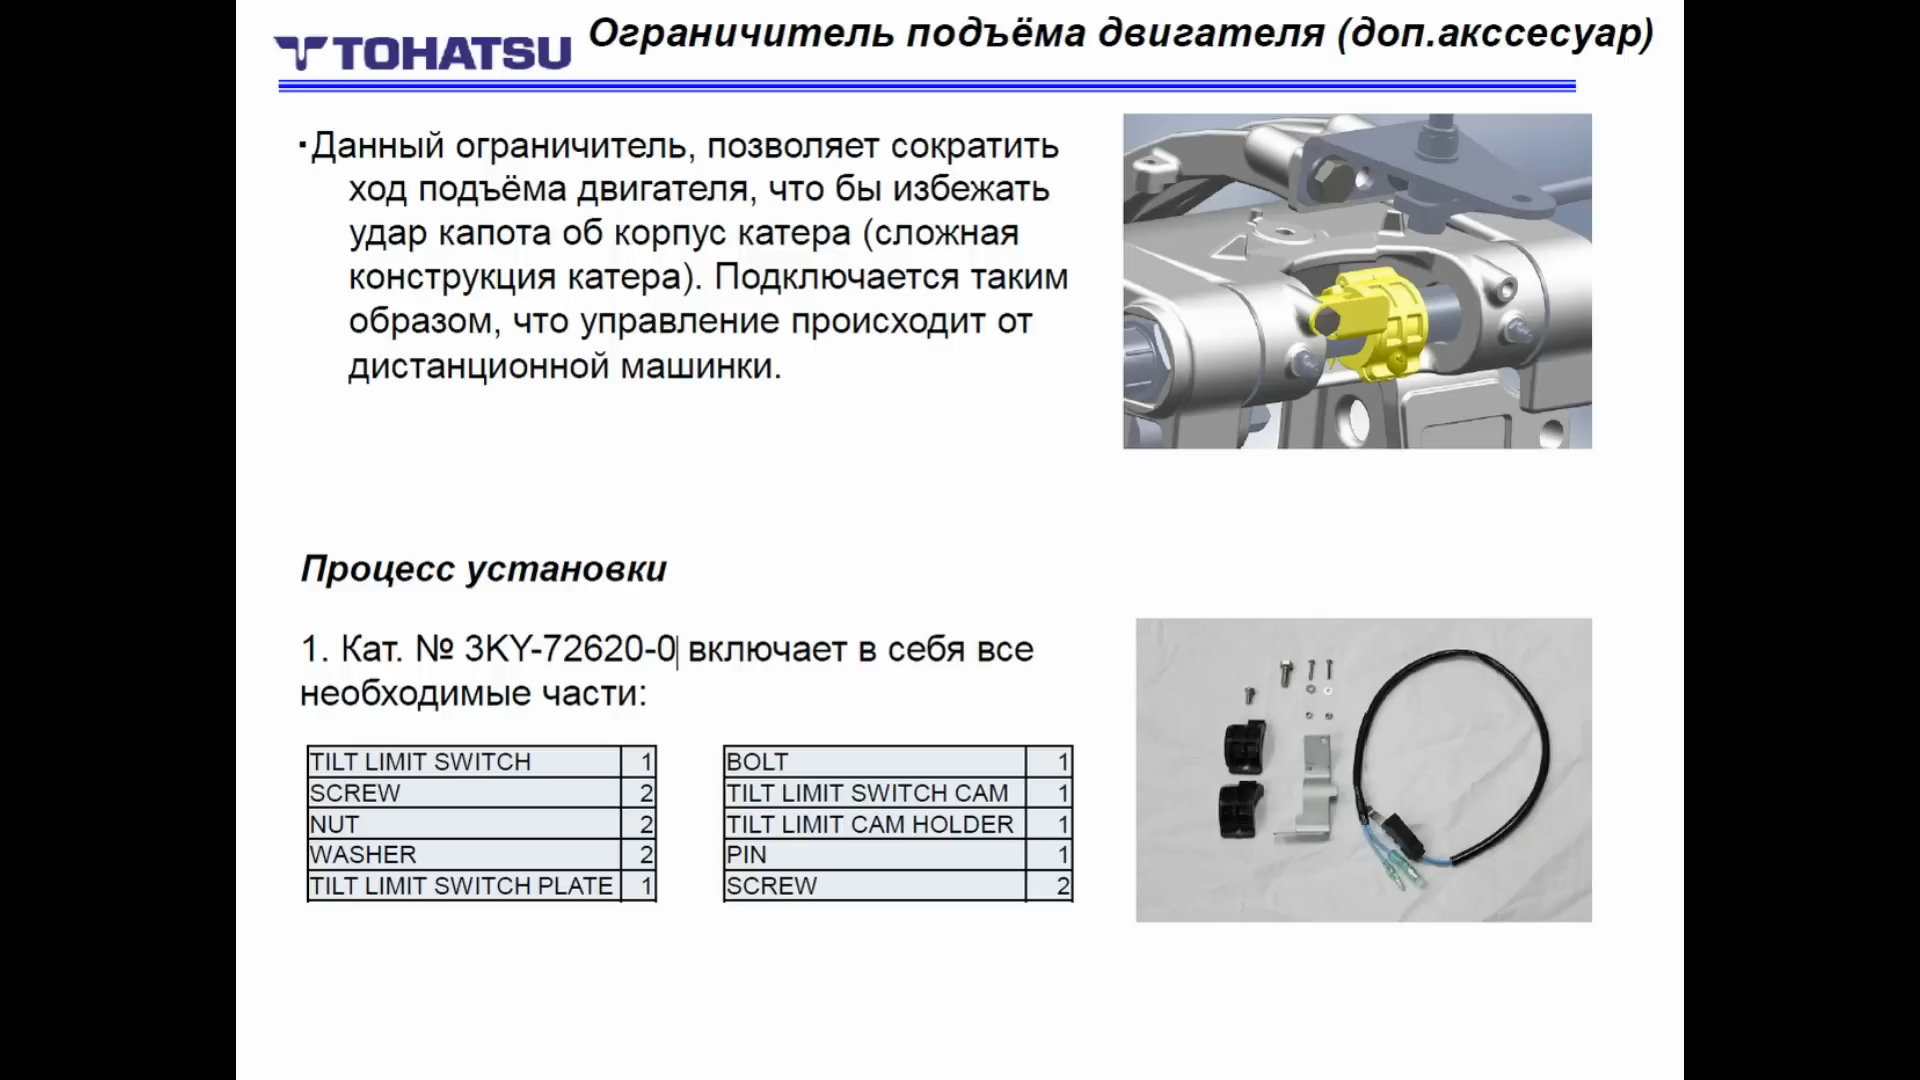 TOHATSU
Ограничитель подъёма двигателя (доп.акссесуар)
·Данный ограничитель, позволяет сократить
ход подъёма двигателя, что бы избежать
удар капота об корпус катера (сложная
конструкция катера). Подключается таким
образом, что управление происходит от
дистанционной машинки.
Процесс установки
1. Кат. № 3KY-72620-0 включает в себя все
необходимые части:
TILT LIMIT SWITCH 1
SCREW 2
NUT 2
WASHER 2
TILT LIMIT SWITCH PLATE 1
BOLT 1
TILT LIMIT SWITCH CAM 1
TILT LIMIT CAM HOLDER 1
PIN 1
SCREW 2